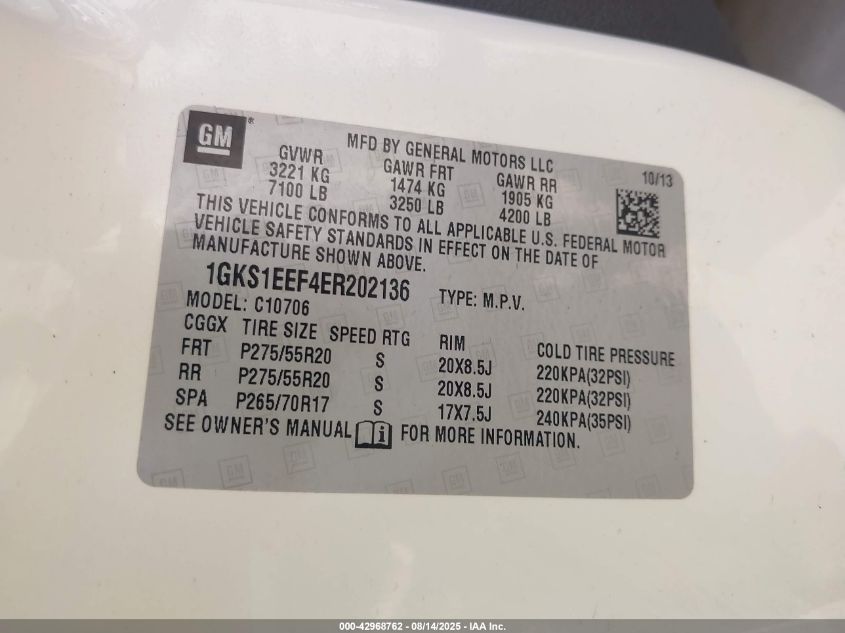 GM®
MFD BY GENERAL MOTORS LLC
10/13
GVWR GAWR FRT GAWR RR
3221 KG 1474 KG 1905 KG
7100 LB 3250 LB 4200 LB
THIS VEHICLE CONFORMS TO ALL APPLICABLE U.S. FEDERAL MOTOR
VEHICLE SAFETY STANDARDS IN EFFECT ON THE DATE OF
MANUFACTURE SHOWN ABOVE.
1GKS1EEF4ER202136 TYPE: M.P.V.
MODEL: C10706
CGGX TIRE SIZE SPEED RTG RIM COLD TIRE PRESSURE
FRT P275/55R20 S 20X8.5J 220KPA(32PSI)
RR P275/55R20 S 20X8.5J 220KPA(32PSI)
SPA P265/70R17 S 17X7.5J 240KPA(35PSI)
SEE OWNER'S MANUAL i FOR MORE INFORMATION.
000-42968762 - 08/14/2025 - IAA Inc.